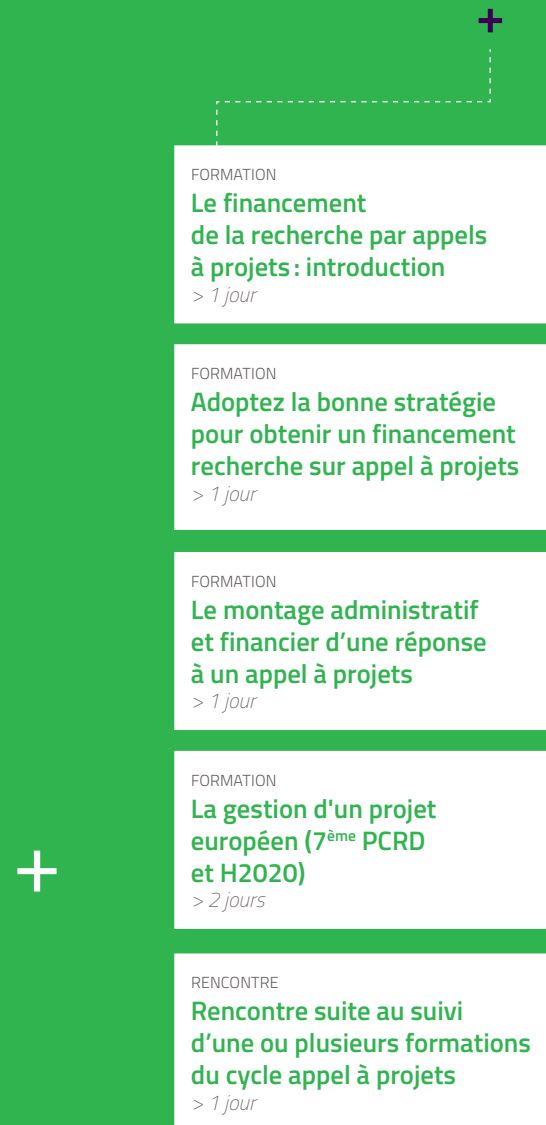 FORMATION
Le financement
de la recherche par appels
à projets : introduction
> 1 jour
FORMATION
Adoptez la bonne stratégie
pour obtenir un financement
recherche sur appel à projets
> 1 jour
FORMATION
Le montage administratif
et financier d’une réponse
à un appel à projets
> 1 jour
FORMATION
La gestion d'un projet
européen (7ème PCRD
et H2020)
> 2 jours
RENCONTRE
Rencontre suite au suivi
d’une ou plusieurs formations
du cycle appel à projets
> 1 jour